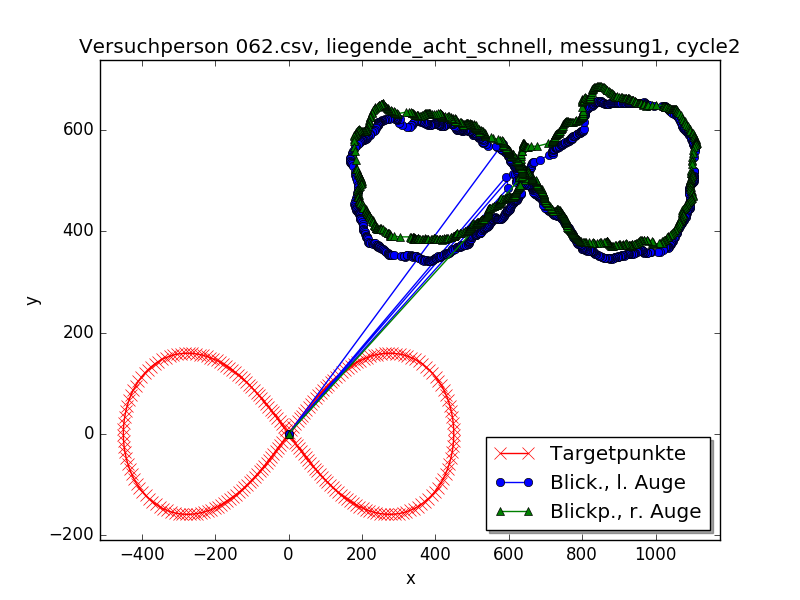 Versuchperson 062.csv, liegende_acht_schnell, messung1, cycle2
600
400
200
0
−200
y
−400 −200 0 200 400 600 800 1000
x
Targetpunkte
Blick., l. Auge
Blickp., r. Auge